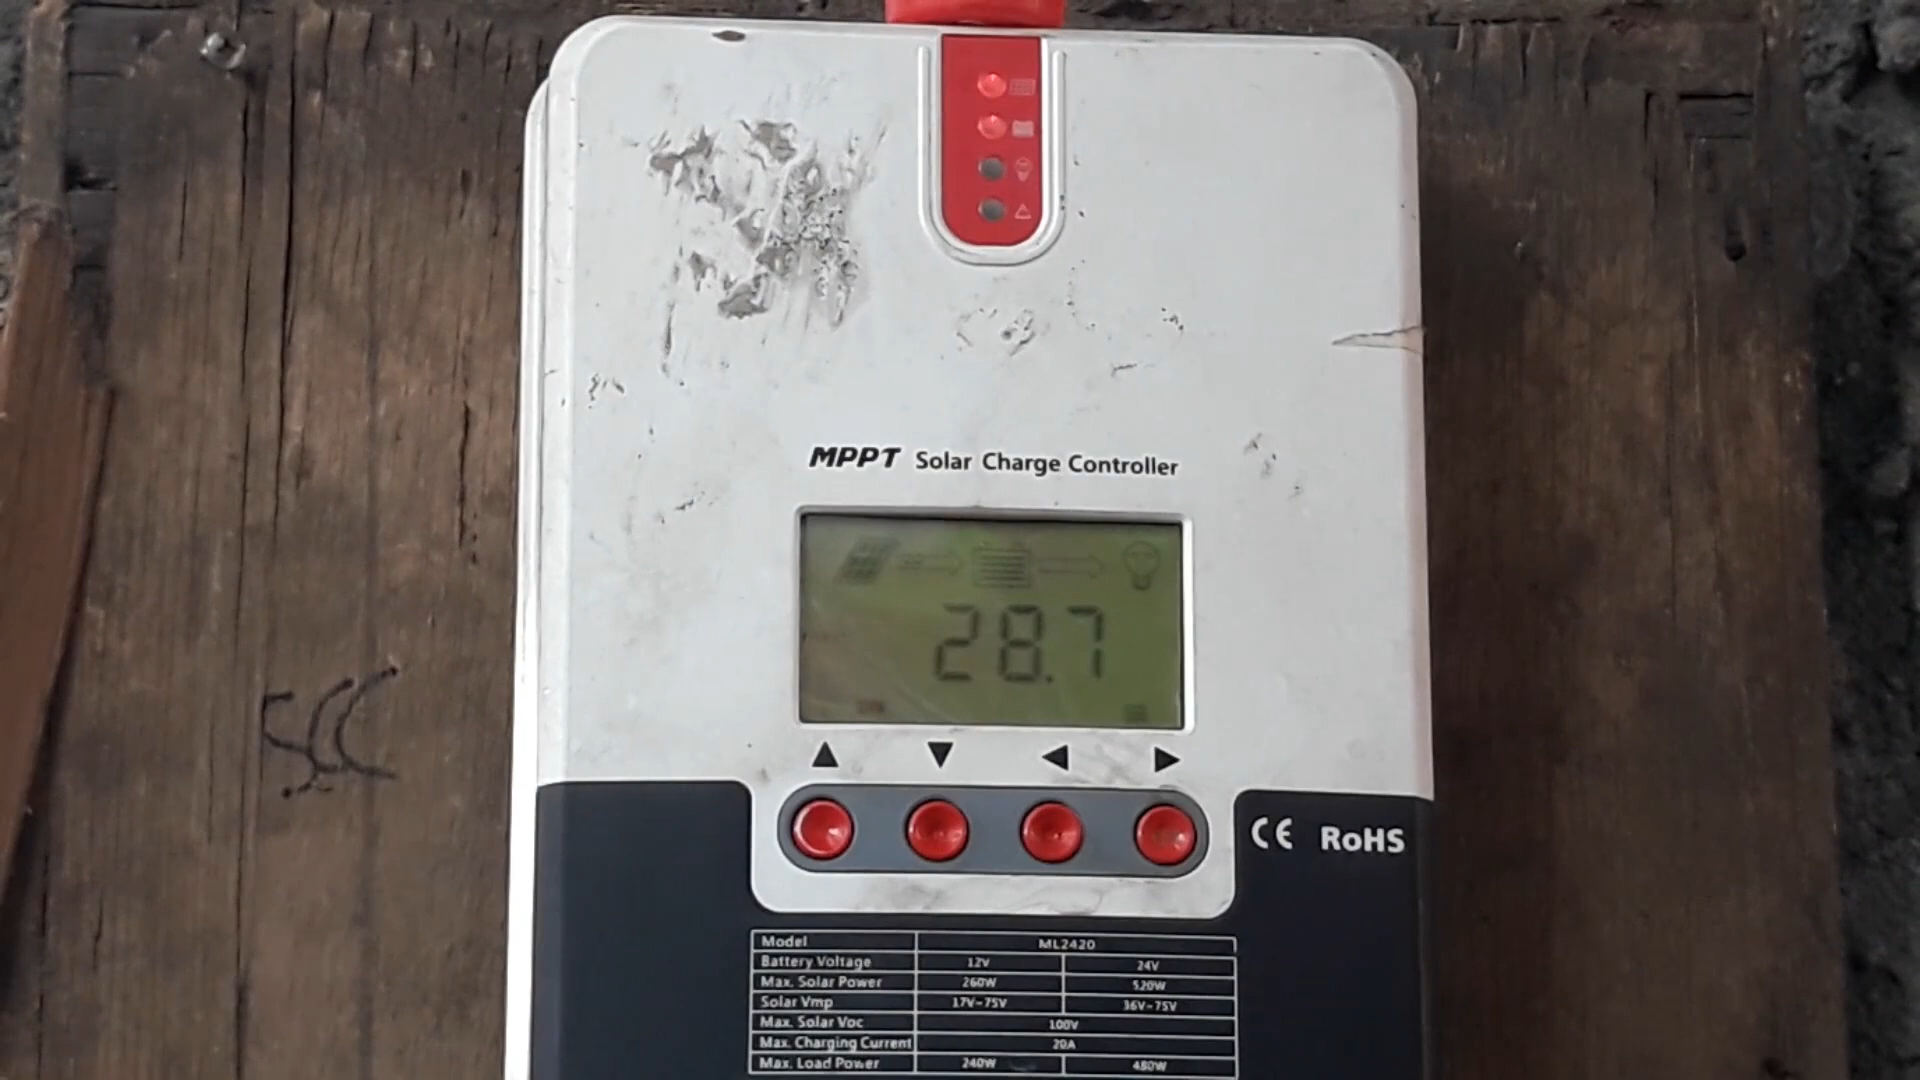 MPPT Solar Charge Controller
28.7
▲ ▼ ◀ ▶
SCC
CE RoHS
Model ML2420
Battery Voltage 12V 24V
Max. Solar Power 260W 520W
Solar Vmp 17V-75V 36V-75V
Max. Solar Voc 100V
Max. Charging Current 20A
Max. Load Power 240W 480W